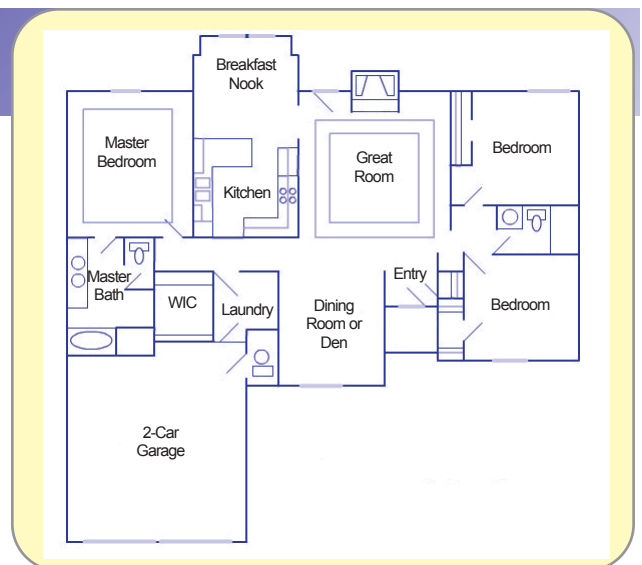 Breakfast
Nook
Master
Bedroom
Great
Room
Bedroom
Kitchen
Master
Bath
WIC
Laundry
Dining
Room or
Den
Entry
Bedroom
2-Car
Garage